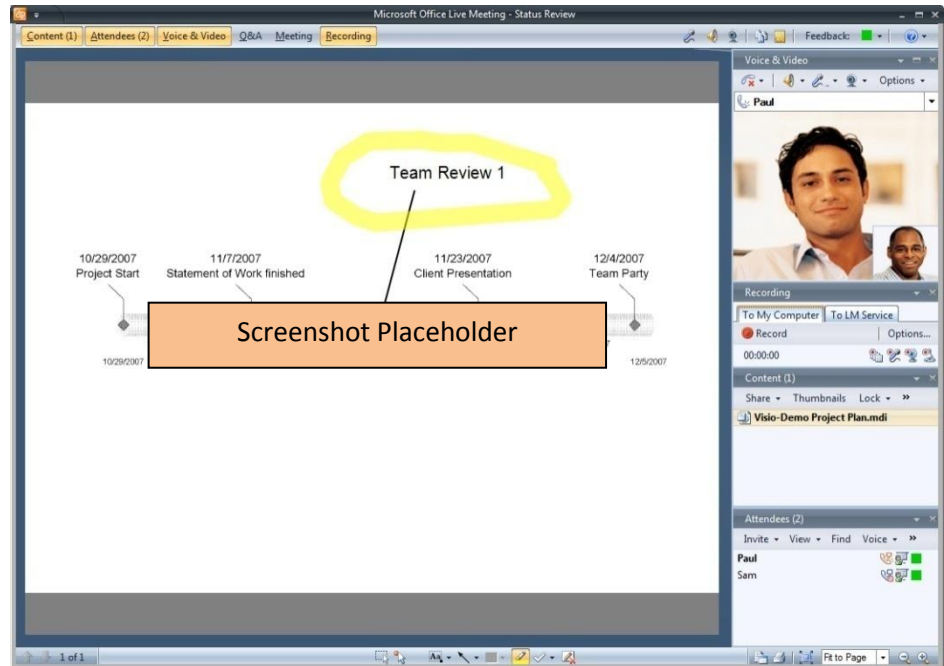 Microsoft Office Live Meeting - Status Review
Content (1) Attendees (2) Voice & Video Q&A Meeting Recording Feedback:
Voice & Video
Options
Paul
Team Review 1
10/29/2007
Project Start
11/7/2007
Statement of Work finished
11/23/2007
Client Presentation
12/4/2007
Team Party
Screenshot Placeholder
10/29/2007
12/5/2007
Recording
To My Computer To LM Service
Record Options...
00:00:00
Content (1)
Share Thumbnails Lock »
Visio-Demo Project Plan.mdi
Attendees (2)
Invite View Find Voice »
Paul
Sam
1 of 1
Aa
Fit to Page